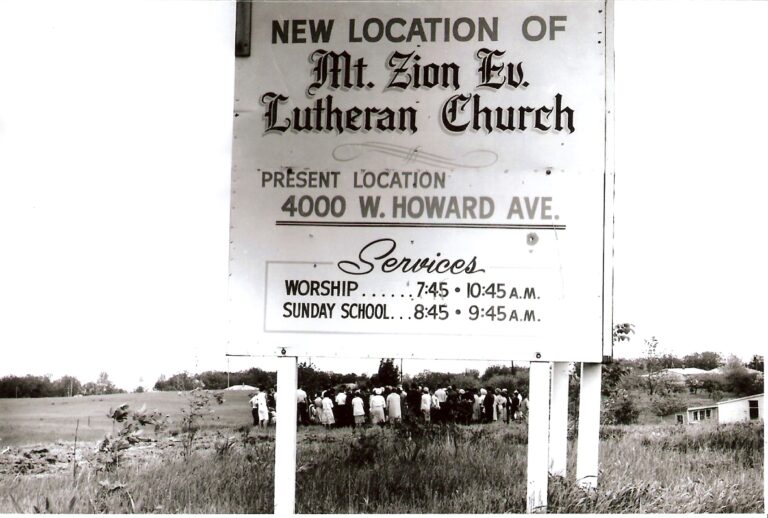 NEW LOCATION OF
Mt. Zion Ev.
Lutheran Church
PRESENT LOCATION
4000 W. HOWARD AVE.
Services
WORSHIP......7:45 • 10:45 A.M.
SUNDAY SCHOOL...8:45 • 9:45 A.M.